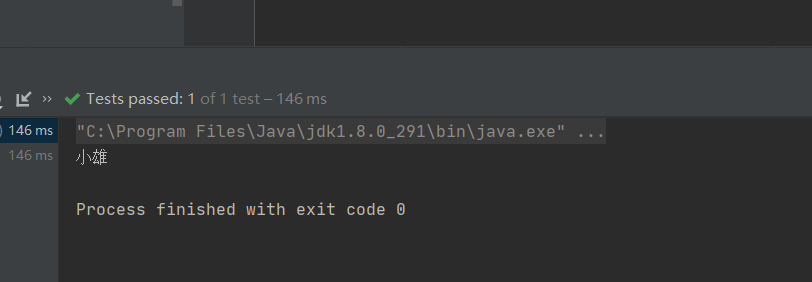 » Tests passed: 1 of 1 test – 146 ms
146 ms
"C:\Program Files\Java\jdk1.8.0_291\bin\java.exe" ...
146 ms
小雄
Process finished with exit code 0